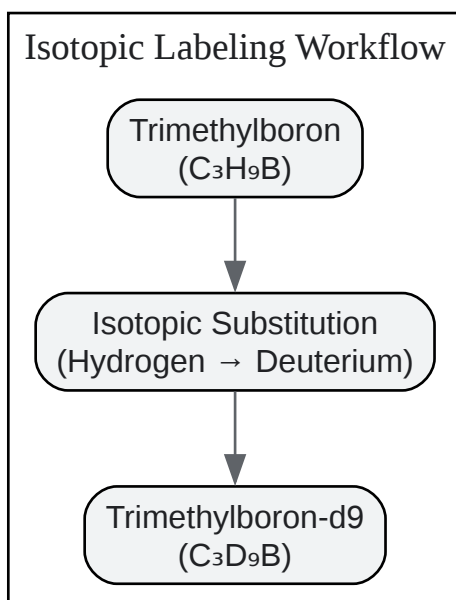 Isotopic Labeling Workflow
Trimethylboron
(C₃H₉B)
Isotopic Substitution
(Hydrogen → Deuterium)
Trimethylboron-d9
(C₃D₉B)